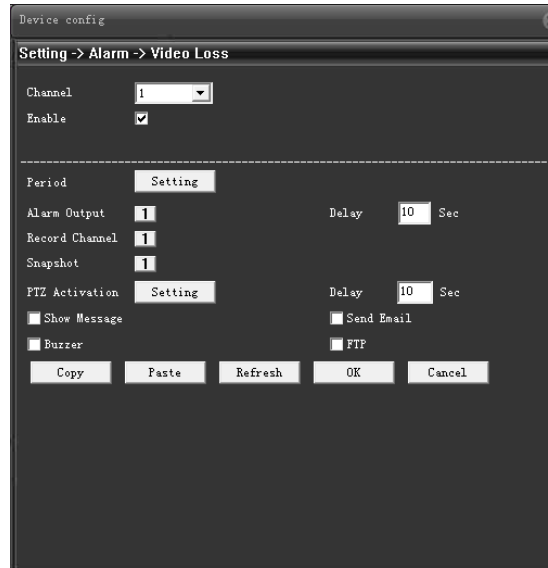 Device config
Setting -> Alarm -> Video Loss
Channel 1
Enable
Period Setting
Alarm Output 1 Delay 10 Sec
Record Channel 1
Snapshot 1
PTZ Activation Setting Delay 10 Sec
Show Message Send Email
Buzzer FTP
Copy Paste Refresh OK Cancel